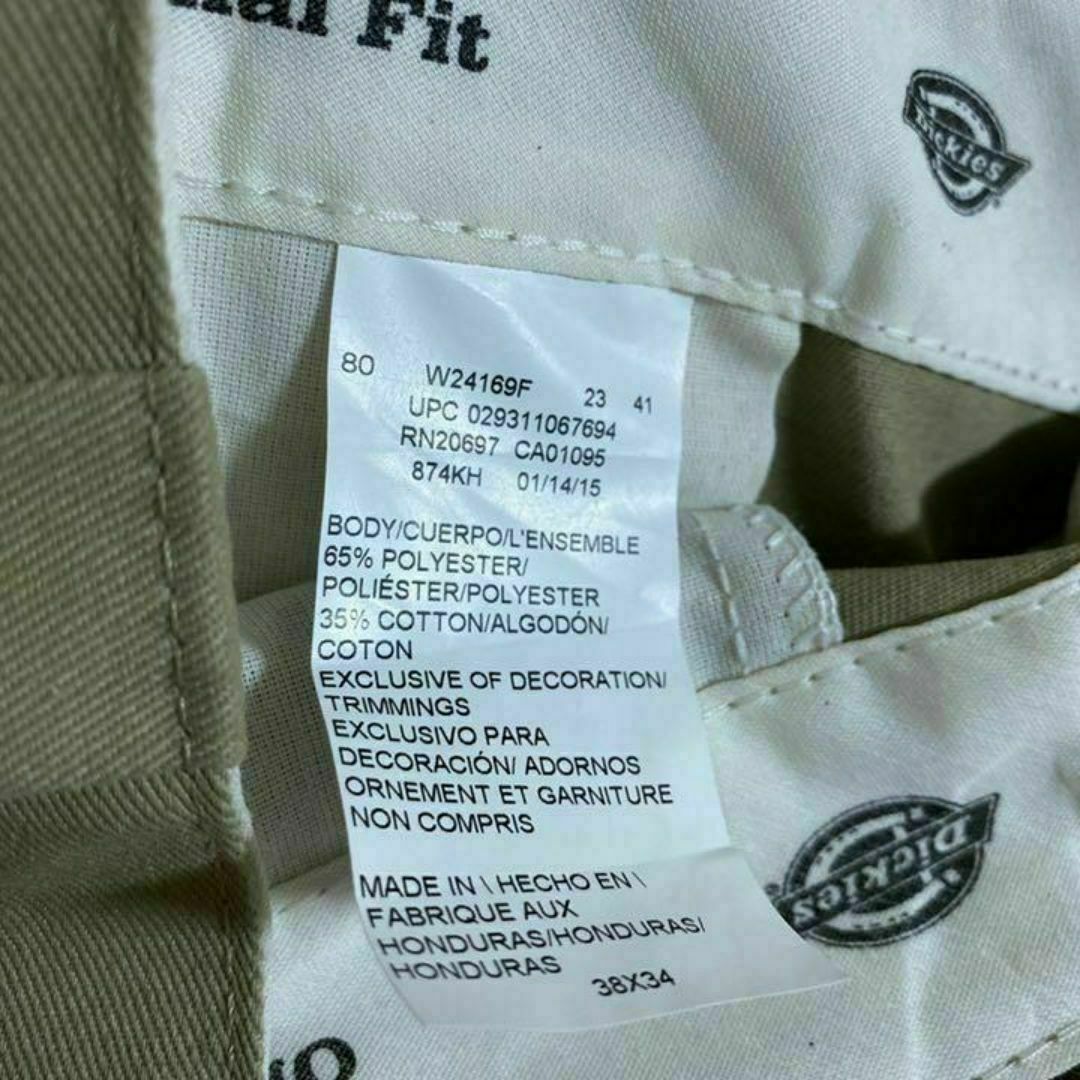 Fit
Dickies
80 W24169F 23 41
UPC 029311067694
RN20697 CA01095
874KH 01/14/15
BODY/CUERPO/L'ENSEMBLE
65% POLYESTER/
POLIÉSTER/POLYESTER
35% COTTON/ALGODÓN/
COTON
EXCLUSIVE OF DECORATION/
TRIMMINGS
EXCLUSIVO PARA
DECORACIÓN/ ADORNOS
ORNEMENT ET GARNITURE
NON COMPRIS
MADE IN \ HECHO EN \
FABRIQUE AUX
HONDURAS/HONDURAS/
HONDURAS
38X34
Dickies